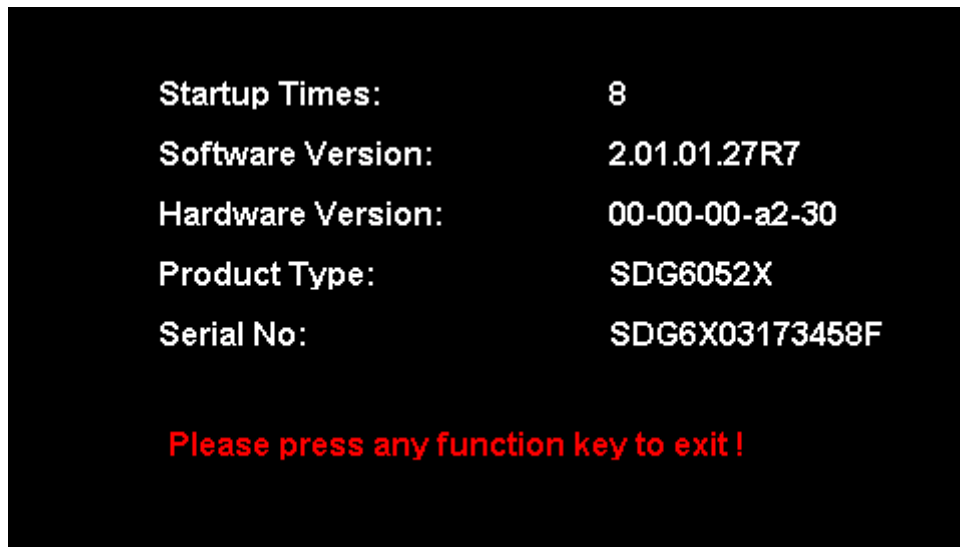 Startup Times: 8
Software Version: 2.01.01.27R7
Hardware Version: 00-00-00-a2-30
Product Type: SDG6052X
Serial No: SDG6X03173458F
Please press any function key to exit !